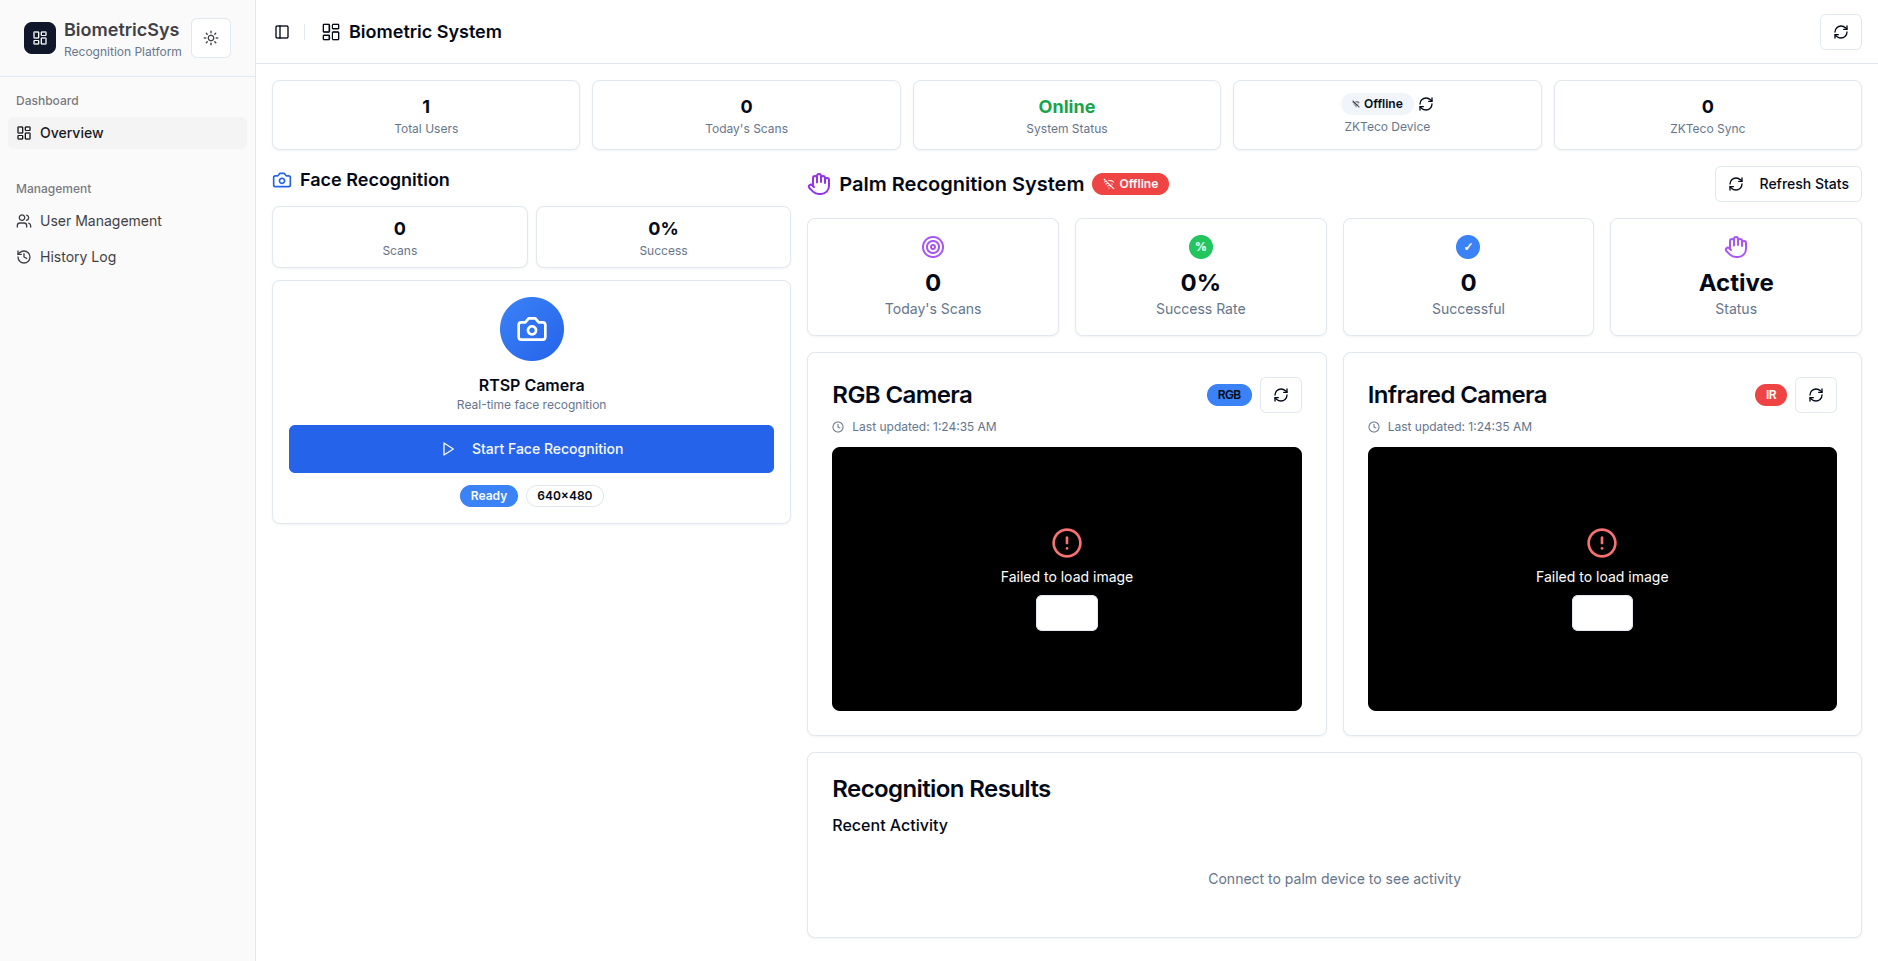 BiometricSys
Recognition Platform
Dashboard
Overview
Management
User Management
History Log
Biometric System
1
Total Users
0
Today's Scans
Online
System Status
Offline
ZKTeco Device
0
ZKTeco Sync
Face Recognition
0
Scans
0%
Success
RTSP Camera
Real-time face recognition
Start Face Recognition
Ready
640×480
Palm Recognition System
Offline
Refresh Stats
0
Today's Scans
%
0%
Success Rate
✓
0
Successful
Active
Status
RGB Camera
RGB
Last updated: 1:24:35 AM
Failed to load image
Infrared Camera
IR
Last updated: 1:24:35 AM
Failed to load image
Recognition Results
Recent Activity
Connect to palm device to see activity